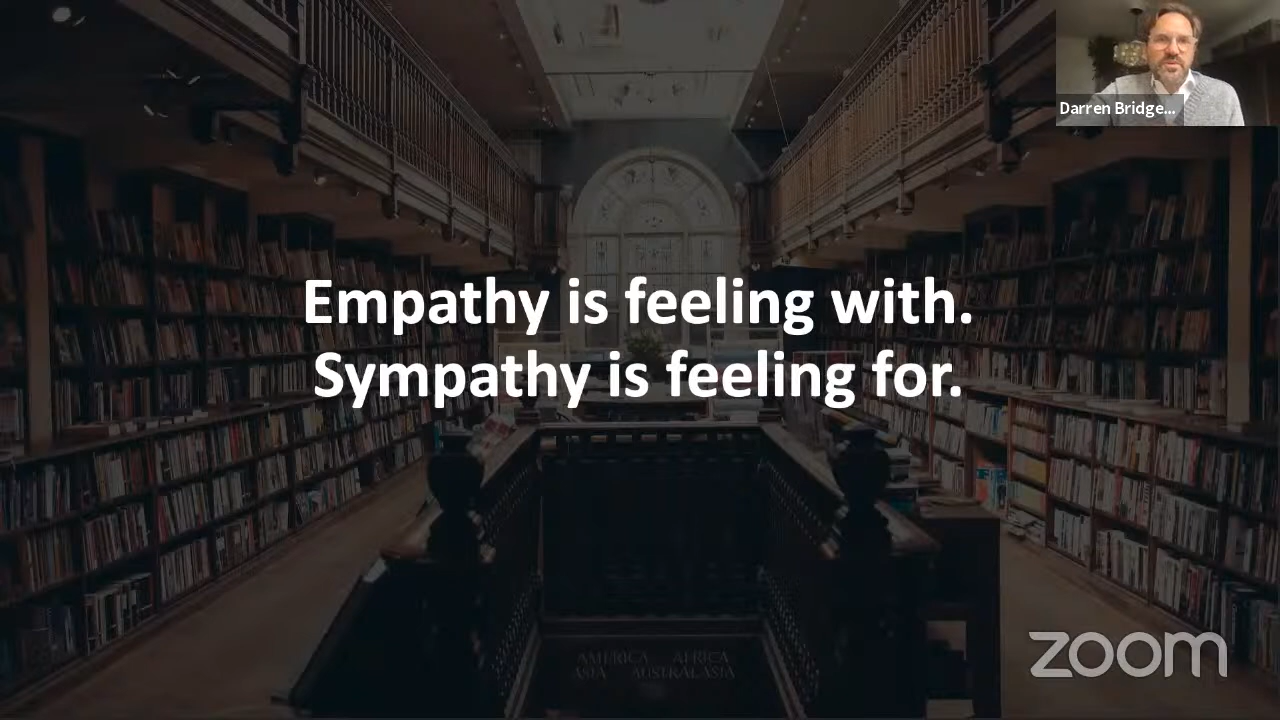 Darren Bridge...
Empathy is feeling with.
Sympathy is feeling for.
AMERICA AFRICA
ASIA AUSTRALASIA
zoom